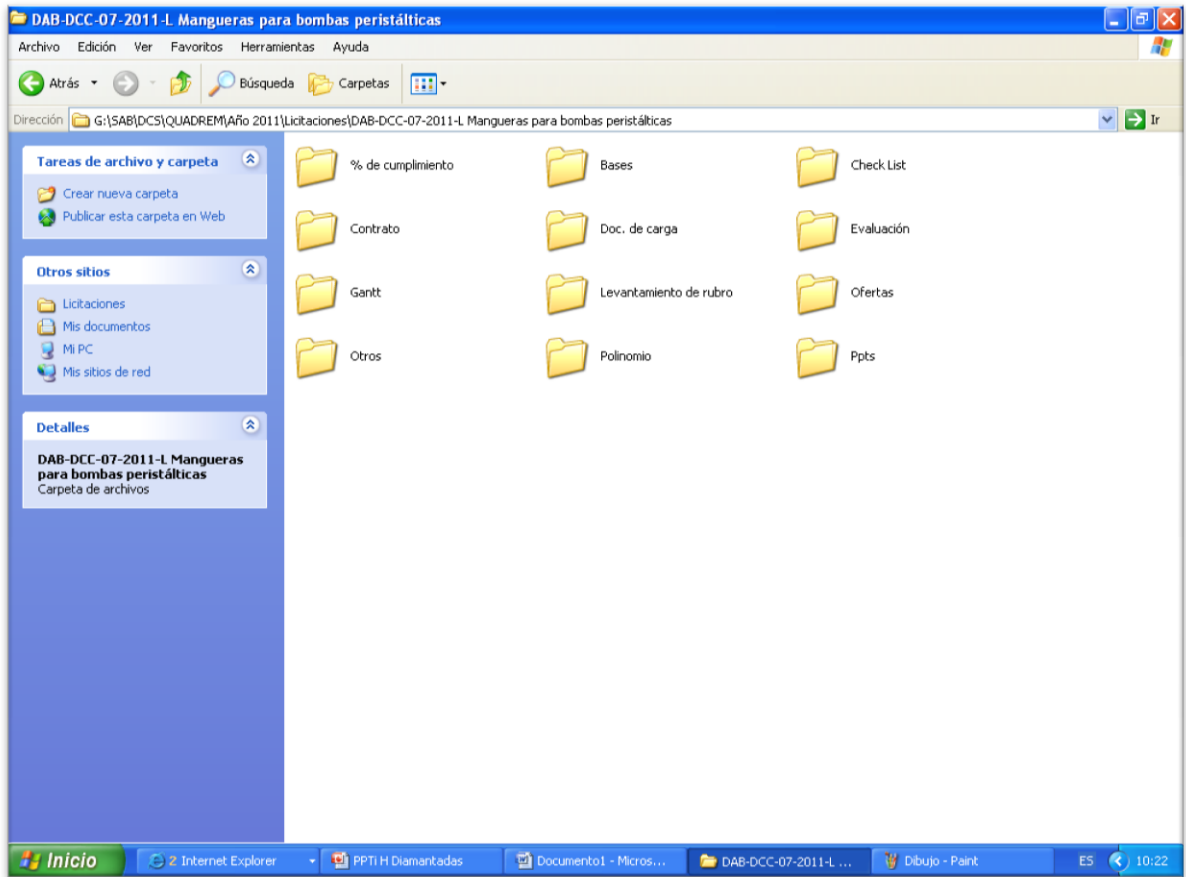 DAB-DCC-07-2011-L Mangueras para bombas peristálticas
Archivo Edición Ver Favoritos Herramientas Ayuda
Atrás Búsqueda Carpetas
Dirección G:\SAB\DCS\QUADREM\Año 2011\Licitaciones\DAB-DCC-07-2011-L Mangueras para bombas peristálticas Ir
Tareas de archivo y carpeta
Crear nueva carpeta
Publicar esta carpeta en Web
Otros sitios
Licitaciones
Mis documentos
Mi PC
Mis sitios de red
Detalles
DAB-DCC-07-2011-L Mangueras
para bombas peristálticas
Carpeta de archivos
% de cumplimiento Bases Check List
Contrato Doc. de carga Evaluación
Gantt Levantamiento de rubro Ofertas
Otros Polinomio Ppts
Inicio 2 Internet Explorer PPTi H Diamantadas Documento1 - Micros... DAB-DCC-07-2011-L ... Dibujo - Paint ES 10:22